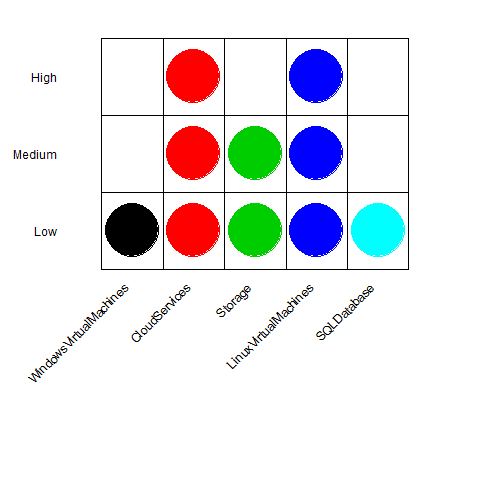 High
Medium
Low
WindowsVirtualMachines
CloudServices
Storage
LinuxVirtualMachines
SQLDatabase